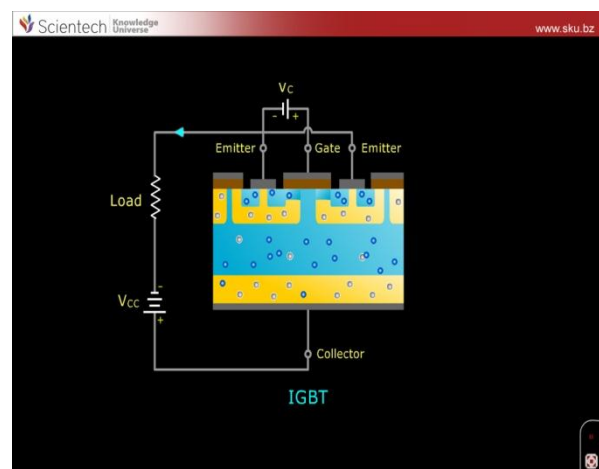 Scientech Knowledge Universe
www.sku.bz
Vc
- +
Emitter Gate Emitter
Load
-
Vcc
+
Collector
IGBT